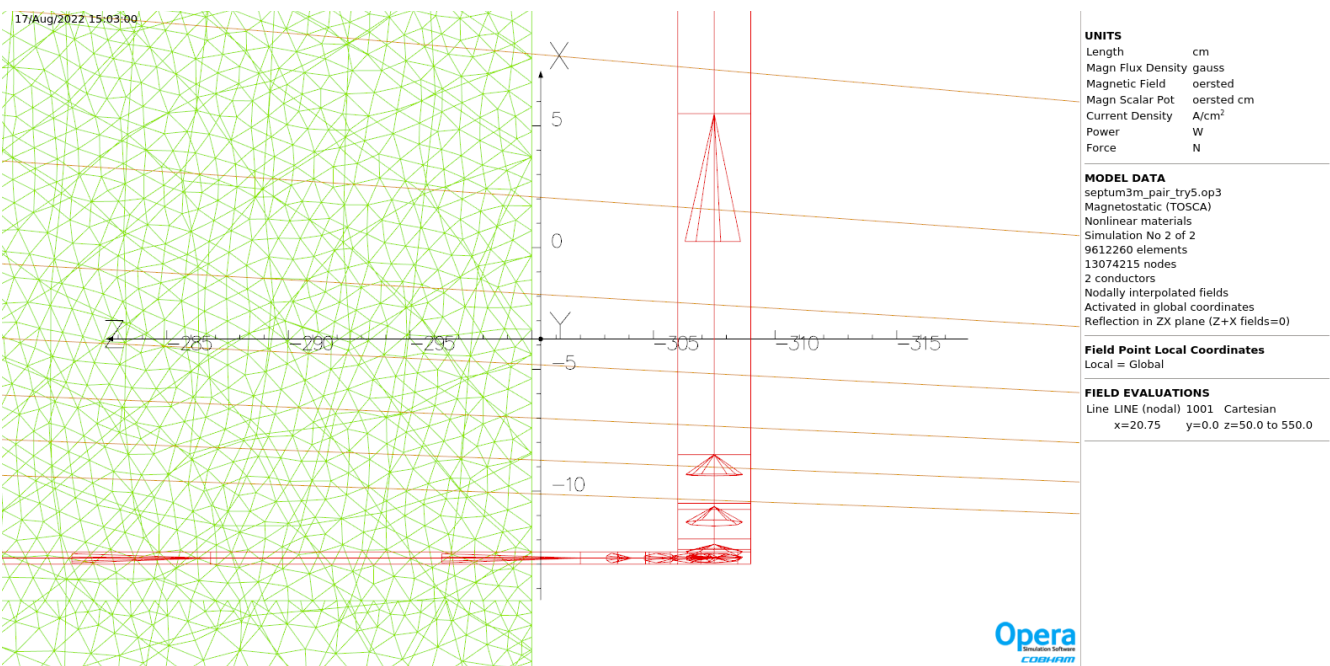 17/Aug/2022 15:03:00
X
5
0
Y
Z
−285
−290
−295
−305
−310
−315
−5
−10
UNITS
Length cm
Magn Flux Density gauss
Magnetic Field oersted
Magn Scalar Pot oersted cm
Current Density A/cm²
Power W
Force N
MODEL DATA
septum3m_pair_try5.op3
Magnetostatic (TOSCA)
Nonlinear materials
Simulation No 2 of 2
9612260 elements
13074215 nodes
2 conductors
Nodally interpolated fields
Activated in global coordinates
Reflection in ZX plane (Z+X fields=0)
Field Point Local Coordinates
Local = Global
FIELD EVALUATIONS
Line LINE (nodal) 1001 Cartesian
x=20.75 y=0.0 z=50.0 to 550.0
Opera
Simulation Software
COBHAM